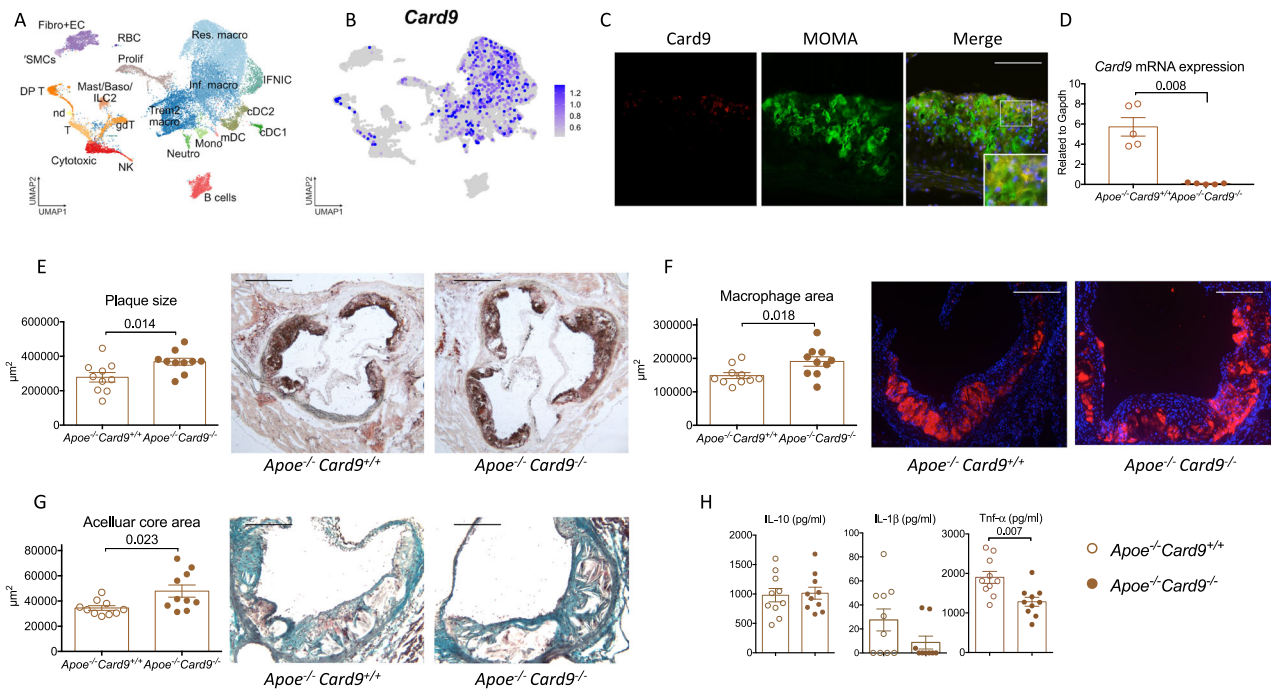 A
Fibro+EC
RBC
Res. macro
'SMCs
Prolif
Mast/Baso/
ILC2
IFNIC
DP T
Inf. macro
Trem2
macro
cDC2
nd
T
gdT
Mono
mDC
cDC1
Neutro
Cytotoxic
NK
B cells
UMAP2
UMAP1
B
Card9
1.2
1.0
0.8
0.6
UMAP2
UMAP1
C
Card9
MOMA
Merge
D
Card9 mRNA expression
0.008
Related to Gapdh
10
8
6
4
2
0
Apoe-/-Card9+/+
Apoe-/-Card9-/-
E
Plaque size
0.014
µm2
600000
400000
200000
0
Apoe-/-Card9+/+
Apoe-/-Card9-/-
Apoe-/- Card9+/+
Apoe-/- Card9-/-
F
Macrophage area
0.018
µm2
300000
200000
100000
0
Apoe-/-Card9+/+
Apoe-/-Card9-/-
Apoe-/- Card9+/+
Apoe-/- Card9-/-
G
Acelluar core area
0.023
µm2
80000
60000
40000
20000
0
Apoe-/-Card9+/+
Apoe-/-Card9-/-
Apoe-/- Card9+/+
Apoe-/- Card9-/-
H
IL-10 (pg/ml)
2000
1500
1000
500
0
IL-1β (pg/ml)
100
80
60
40
20
0
Tnf-α (pg/ml)
0.007
3000
2000
1000
0
Apoe-/-Card9+/+
Apoe-/-Card9-/-